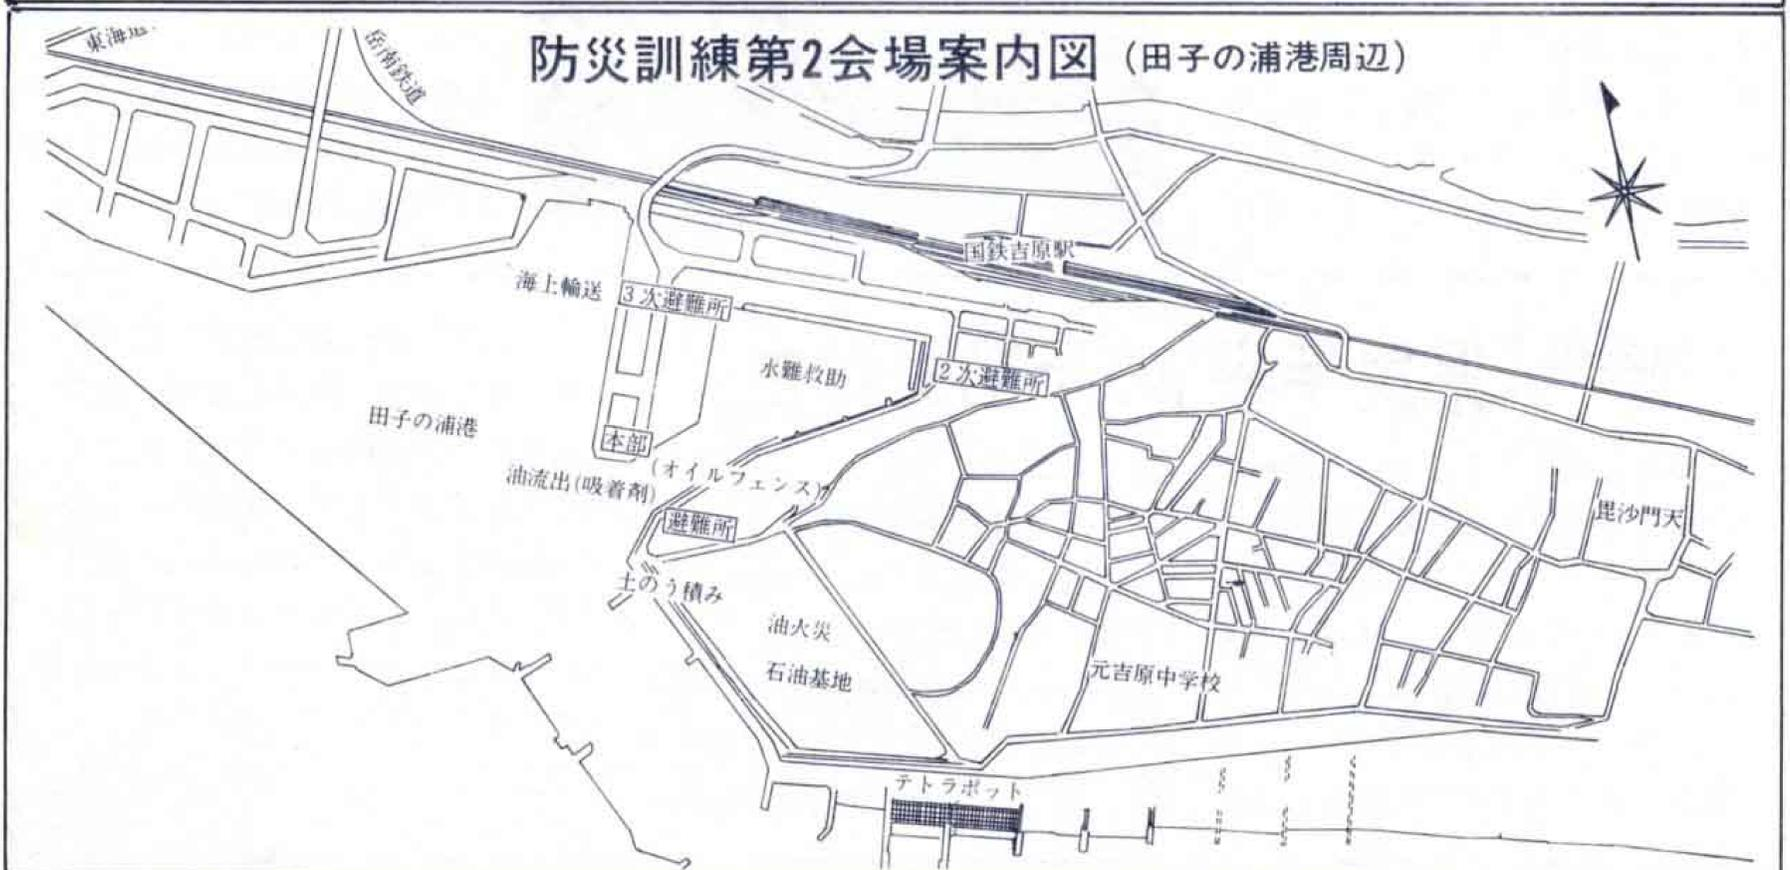 防災訓練第2会場案内図(田子の浦港周辺)
東海道
岳南鉄道
国鉄吉原駅
海上輸送
3次避難所
水難救助
2次避難所
田子の浦港
本部
油流出(吸着剤)
(オイルフェンス)
避難所
毘沙門天
土のう積み
油火災
石油基地
元吉原中学校
テトラポット